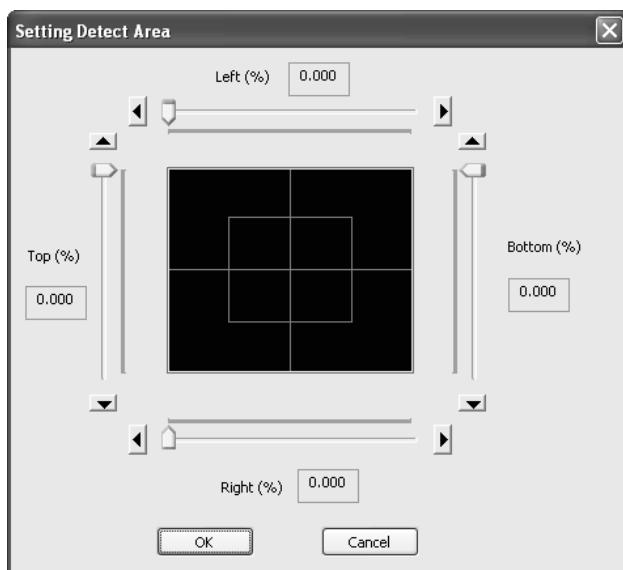 Setting Detect Area
Left (%) 0.000
Top (%)
0.000
Bottom (%)
0.000
Right (%) 0.000
OK Cancel